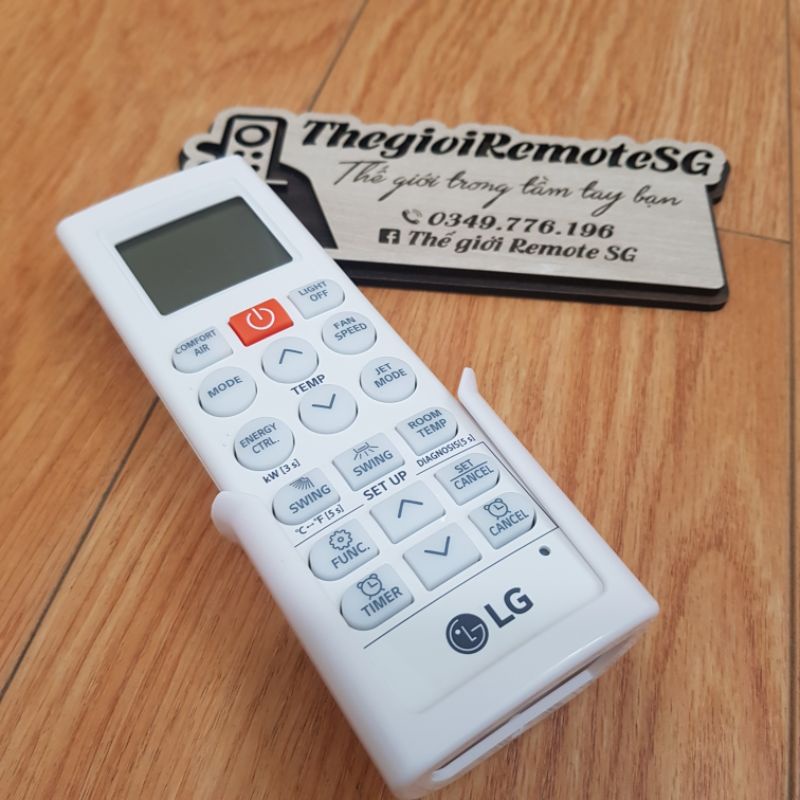 ThegioiRemoteSG
Thế giới trong tầm tay bạn
0349.776.196
Thế giới Remote SG
LIGHT
OFF
COMFORT
AIR
FAN
SPEED
MODE
TEMP
JET
MODE
ENERGY
CTRL.
kW [3 s]
ROOM
TEMP
DIAGNOSIS[5 s]
SWING
SWING
°C↔°F[5 s]
SET UP
SET
CANCEL
FUNC.
CANCEL
TIMER
LG